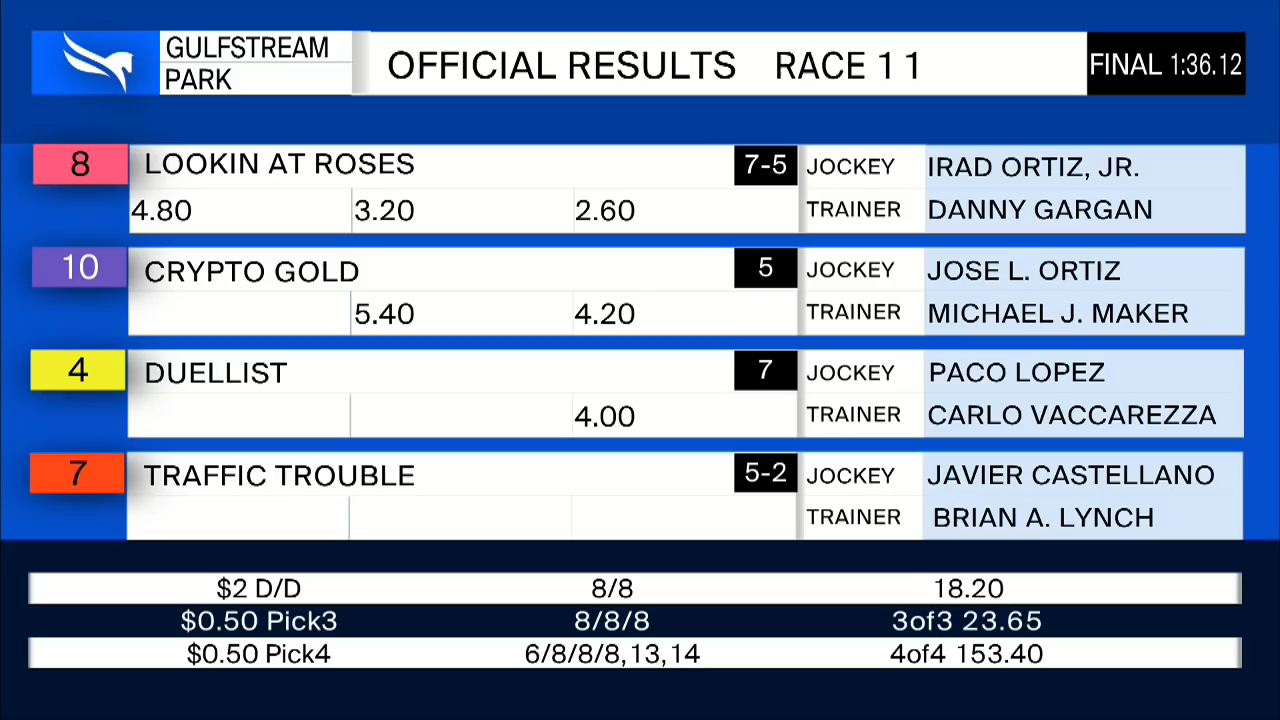 GULFSTREAM
PARK
OFFICIAL RESULTS RACE 11
FINAL 1:36.12
8 LOOKIN AT ROSES 7-5 JOCKEY IRAD ORTIZ, JR.
4.80 3.20 2.60 TRAINER DANNY GARGAN
10 CRYPTO GOLD 5 JOCKEY JOSE L. ORTIZ
5.40 4.20 TRAINER MICHAEL J. MAKER
4 DUELLIST 7 JOCKEY PACO LOPEZ
4.00 TRAINER CARLO VACCAREZZA
7 TRAFFIC TROUBLE 5-2 JOCKEY JAVIER CASTELLANO
TRAINER BRIAN A. LYNCH
$2 D/D 8/8 18.20
$0.50 Pick3 8/8/8 3of3 23.65
$0.50 Pick4 6/8/8/8,13,14 4of4 153.40